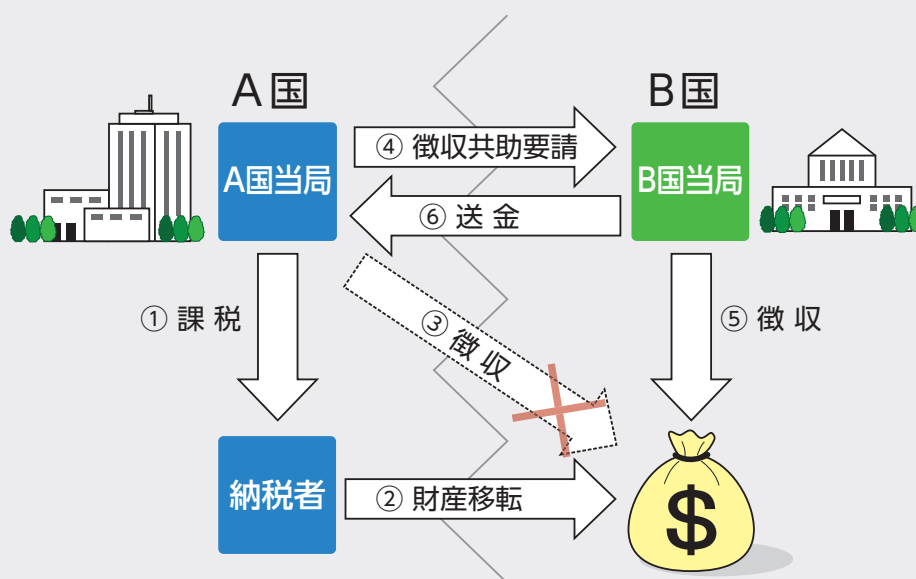 A国
B国
A国当局
④ 徴収共助要請
B国当局
⑥ 送 金
① 課 税
③ 徴 収
⑤ 徴 収
納税者
② 財産移転
$